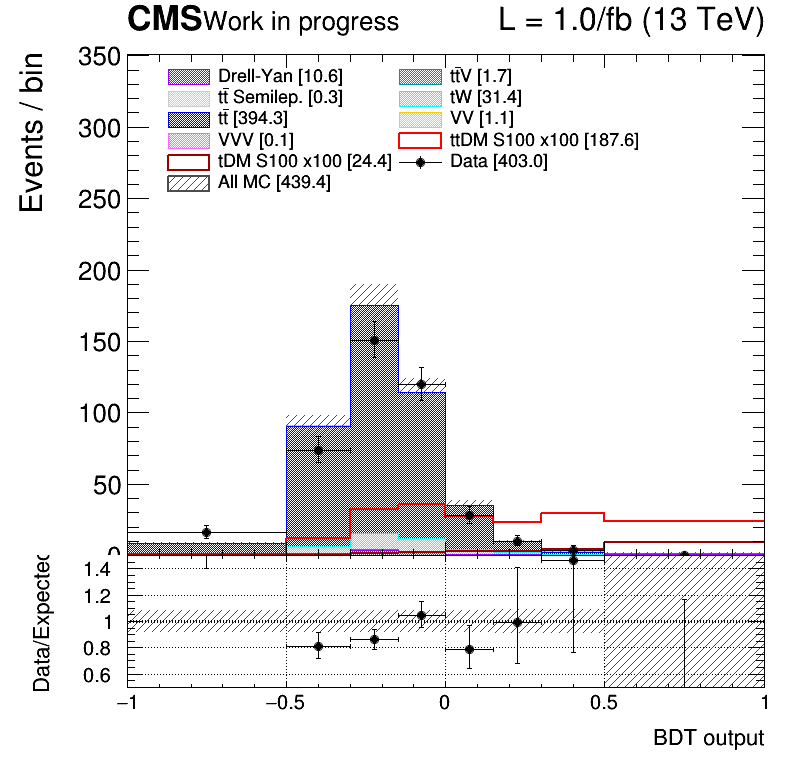 CMS Work in progress L = 1.0/fb (13 TeV)
Events / bin
350
300
250
200
150
100
50
0
Drell-Yan [10.6]
tt̄V [1.7]
tt̄ Semilep. [0.3]
tW [31.4]
tt̄ [394.3]
VV [1.1]
VVV [0.1]
ttDM S100 x100 [187.6]
tDM S100 x100 [24.4]
Data [403.0]
All MC [439.4]
Data/Expected
1.4
1.2
1
0.8
0.6
−1 −0.5 0 0.5 1
BDT output